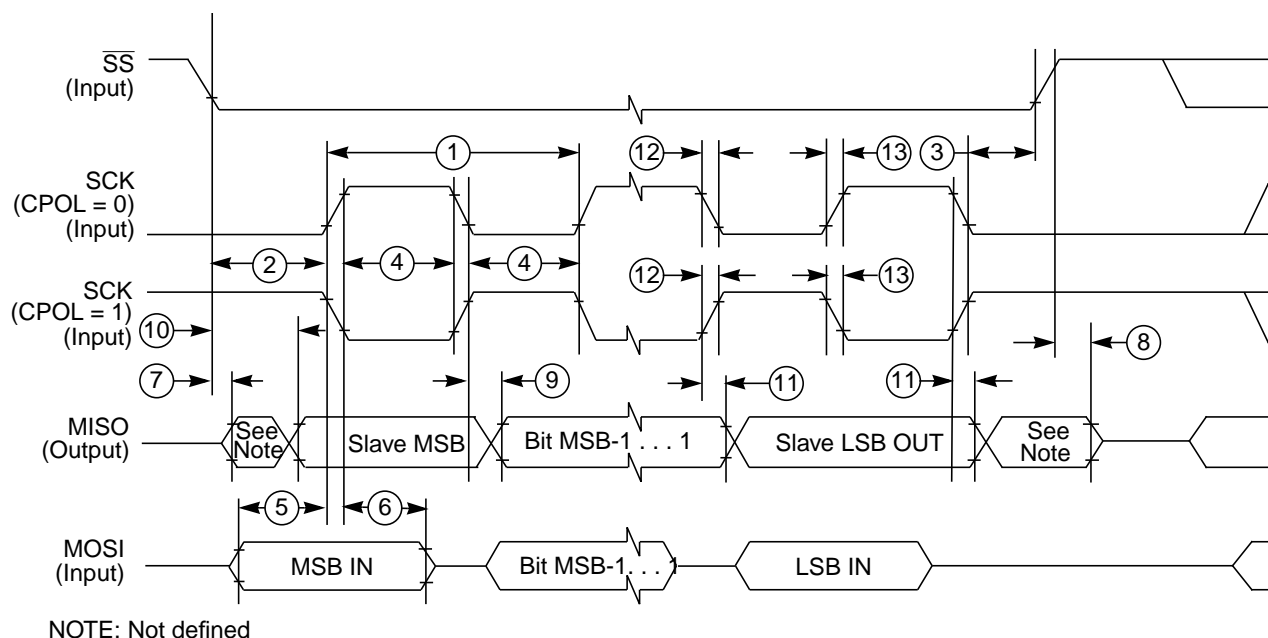 SS
(Input)
1
12
13
3
SCK
(CPOL = 0)
(Input)
2
4
4
12
13
SCK
(CPOL = 1)
(Input)
10
8
7
9
11
11
MISO
(Output)
See
Note
Slave MSB
Bit MSB-1 . . . 1
Slave LSB OUT
See
Note
5
6
MOSI
(Input)
MSB IN
Bit MSB-1. . . 1
LSB IN
NOTE: Not defined